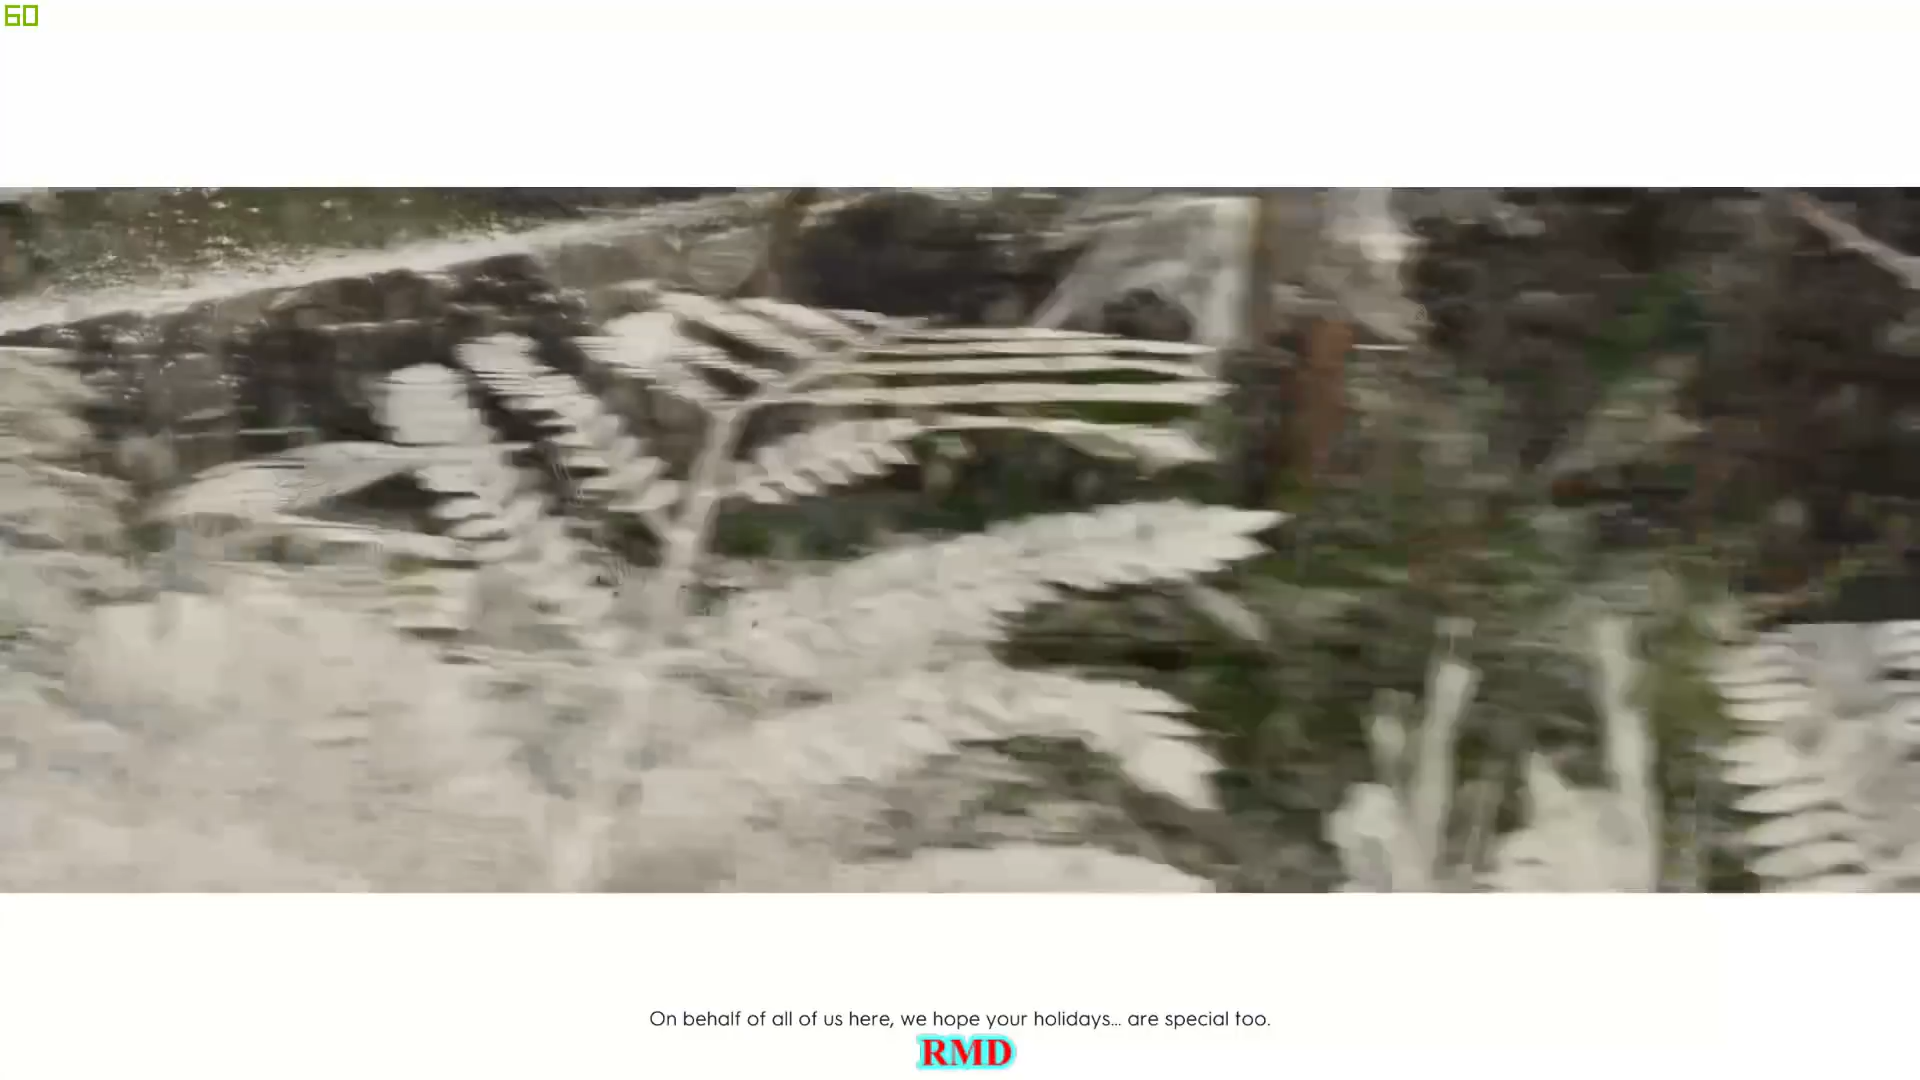 60
On behalf of all of us here, we hope your holidays... are special too.
RMD